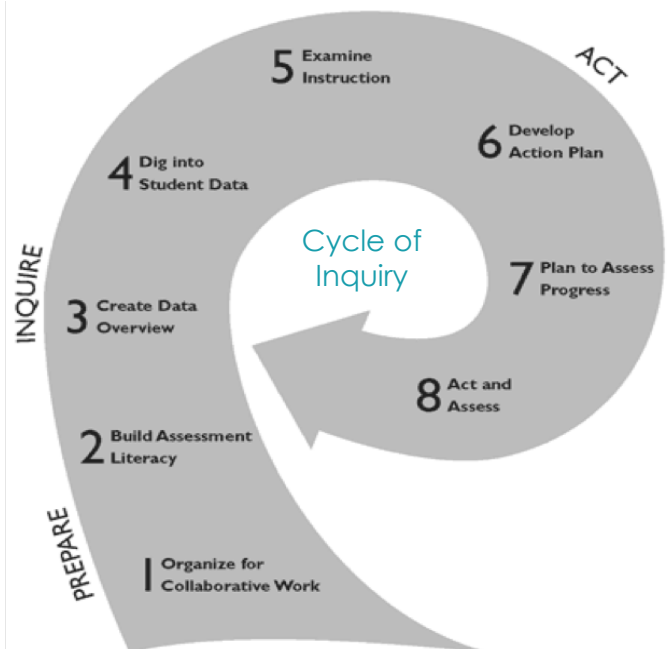 5 Examine
Instruction
ACT
6 Develop
Action Plan
4 Dig into
Student Data
Cycle of
Inquiry
INQUIRE
7 Plan to Assess
Progress
3 Create Data
Overview
8 Act and
Assess
2 Build Assessment
Literacy
PREPARE
1 Organize for
Collaborative Work